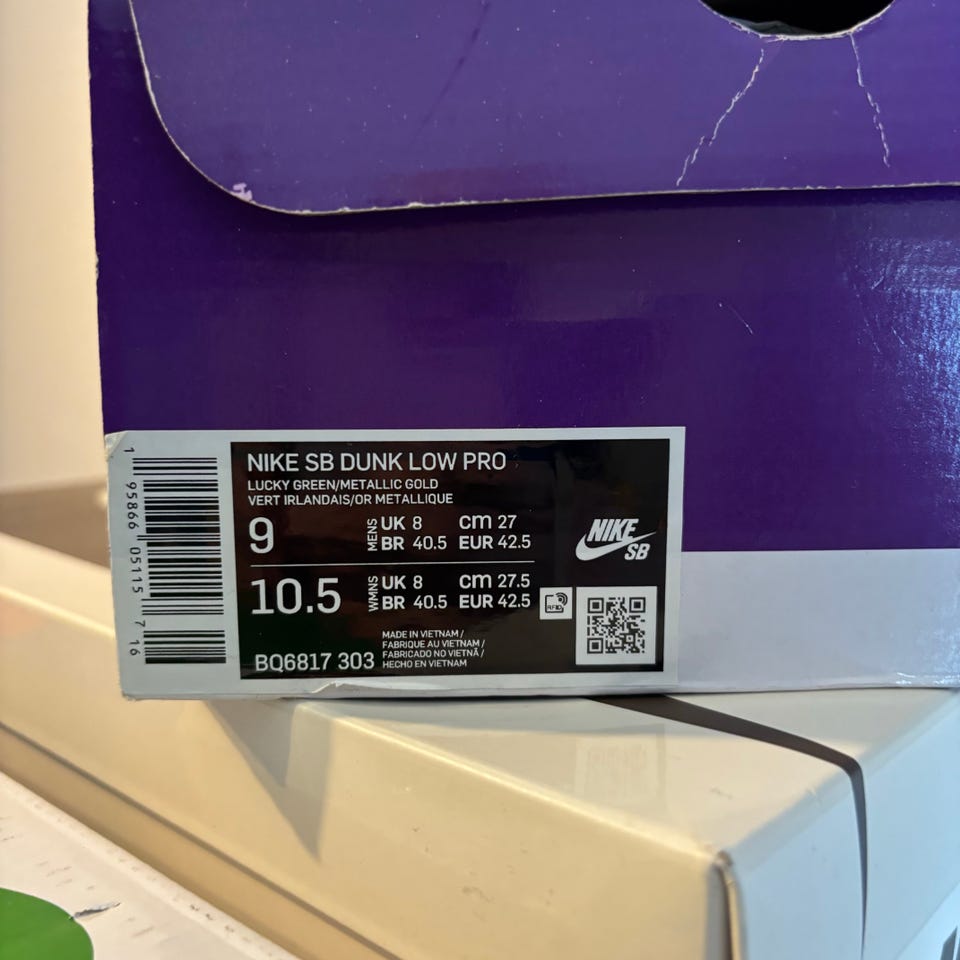 NIKE SB DUNK LOW PRO
LUCKY GREEN/METALLIC GOLD
VERT IRLANDAIS/OR METALLIQUE
9 MENS UK 8 cm 27
BR 40.5 EUR 42.5
10.5 WMNS UK 8 cm 27.5
BR 40.5 EUR 42.5
RFID
BQ6817 303
MADE IN VIETNAM /
FABRIQUE AU VIETNAM /
FABRICADO NO VIETNÃ /
HECHO EN VIETNAM
NIKE
SB
1 95866 05115 7 16